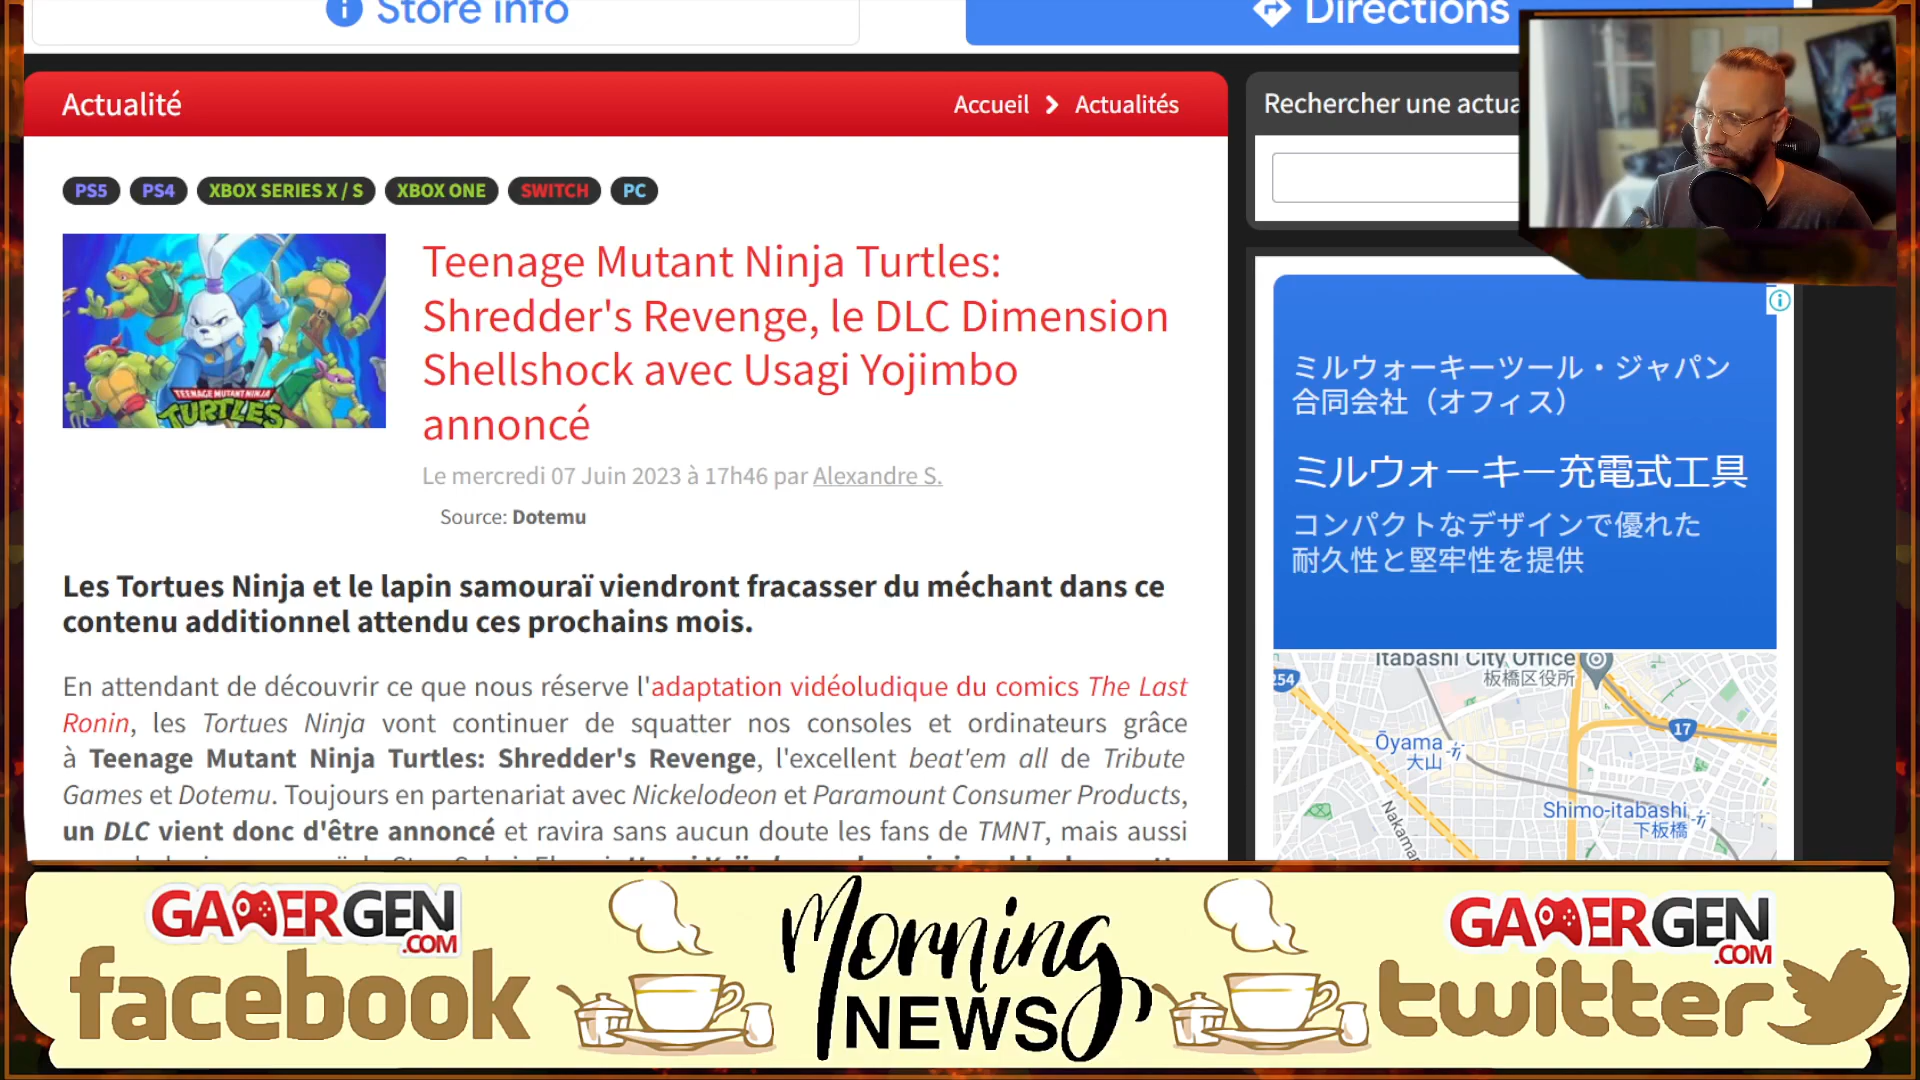 Store info
Directions
Actualité
Accueil
Actualités
Rechercher une actua
PS5
PS4
XBOX SERIES X / S
XBOX ONE
SWITCH
PC
TEENAGE MUTANT NINJA
TURTLES
Teenage Mutant Ninja Turtles:
Shredder's Revenge, le DLC Dimension
Shellshock avec Usagi Yojimbo
annoncé
Le mercredi 07 Juin 2023 à 17h46 par Alexandre S.
Source: Dotemu
Les Tortues Ninja et le lapin samouraï viendront fracasser du méchant dans ce
contenu additionnel attendu ces prochains mois.
En attendant de découvrir ce que nous réserve l'adaptation vidéoludique du comics The Last
Ronin, les Tortues Ninja vont continuer de squatter nos consoles et ordinateurs grâce
à Teenage Mutant Ninja Turtles: Shredder's Revenge, l'excellent beat'em all de Tribute
Games et Dotemu. Toujours en partenariat avec Nickelodeon et Paramount Consumer Products,
un DLC vient donc d'être annoncé et ravira sans aucun doute les fans de TMNT, mais aussi
ミルウォーキーツール・ジャパン
合同会社（オフィス）
ミルウォーキー充電式工具
コンパクトなデザインで優れた
耐久性と堅牢性を提供
Itabashi City Office
板橋区役所
254
17
Ōyama
大山
Shimo-itabashi
下板橋
Nakamar
GAMERGEN
.COM
facebook
Morning
NEWS
GAMERGEN
.COM
twitter